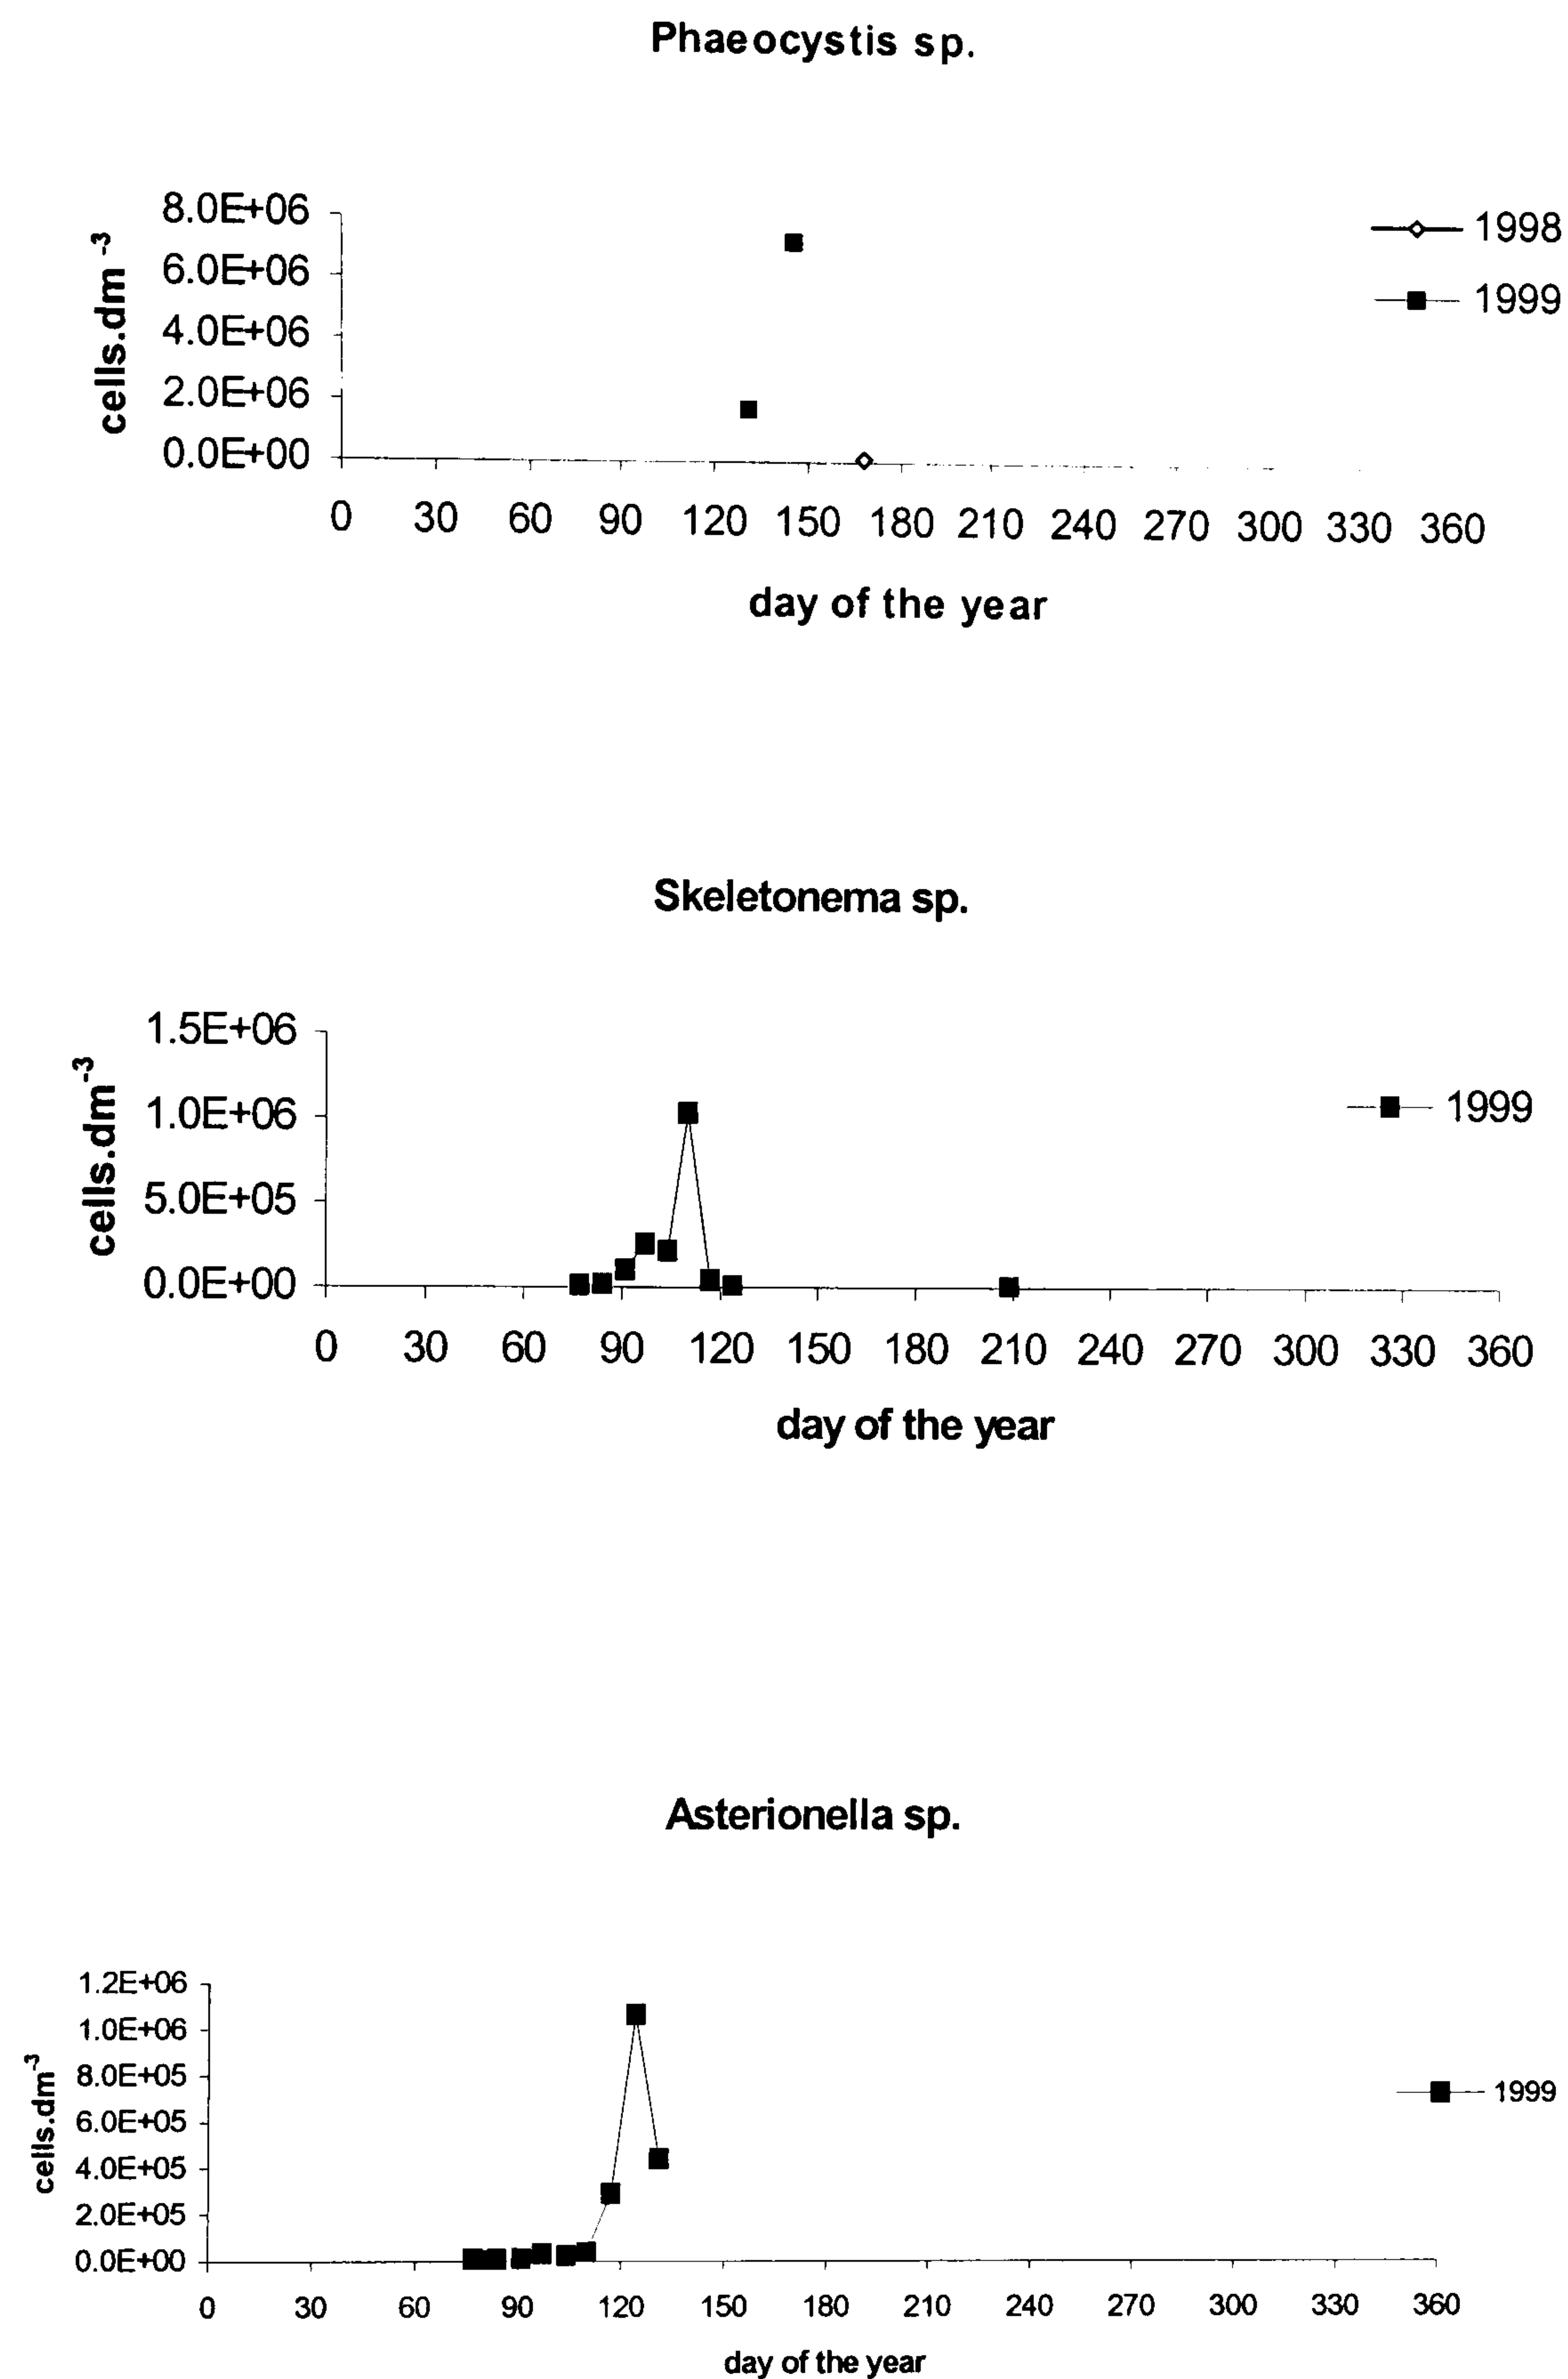 Phaeocystis sp.
8.0E+06
6.0E+06
4.0E+06
2.0E+06
0.0E+00
cells.dm -3
1998
1999
0 30 60 90 120 150 180 210 240 270 300 330 360
day of the year
Skeletonema sp.
1.5E+06
1.0E+06
5.0E+05
0.0E+00
cells.dm-3
1999
0 30 60 90 120 150 180 210 240 270 300 330 360
day of the year
Asterionella sp.
1.2E+06
1.0E+06
8.0E+05
6.0E+05
4.0E+05
2.0E+05
0.0E+00
cells.dm-3
1999
0 30 60 90 120 150 180 210 240 270 300 330 360
day of the year